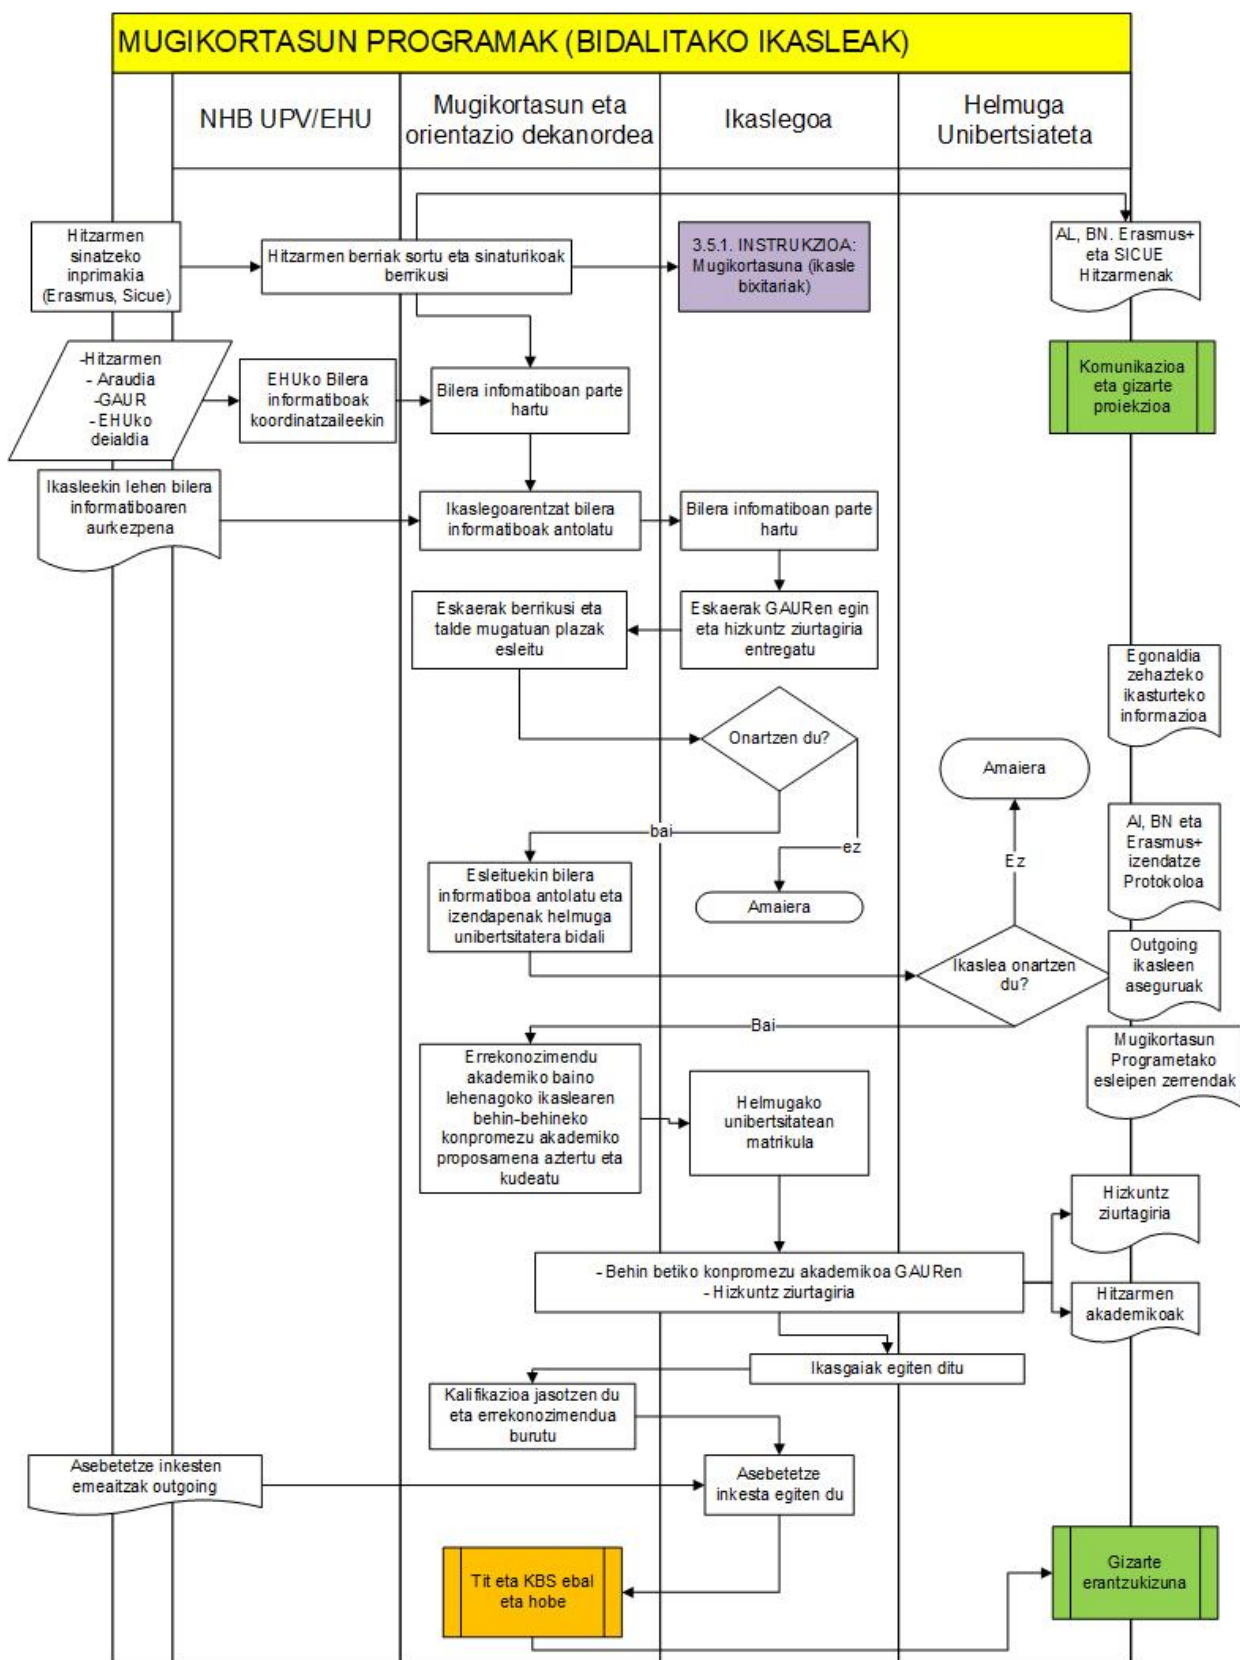 MUGIKORTASUN PROGRAMAK (BIDALITAKO IKASLEAK)
NHB UPV/EHU
Mugikortasun eta
orientazio dekanordea
Ikaslegoa
Helmuga
Unibertsiateta
Hitzarmen
sinatzeko
inprimakia
(Erasmus, Sicue)
Hitzarmen berriak sortu eta sinaturikoak
berrikusi
3.5.1. INSTRUKZIOA:
Mugikortasuna (ikasle
bixitariak)
AL, BN. Erasmus+
eta SICUE
Hitzarmenak
-Hitzarmen
- Araudia
-GAUR
- EHUko
deialdia
EHUko Bilera
informatiboak
koordinatzaileekin
Bilera infomatiboan parte
hartu
Komunikazioa
eta gizarte
proiekzioa
Ikasleekin lehen bilera
informatiboaren
aurkezpena
Ikaslegoarentzat bilera
informatiboak antolatu
Bilera infomatiboan parte
hartu
Eskaerak berrikusi eta
talde mugatuan plazak
esleitu
Eskaerak GAURen egin
eta hizkuntz ziurtagiria
entregatu
Egonaldia
zehazteko
ikasturteko
informazioa
Onartzen du?
Amaiera
bai
ez
Ez
AI, BN eta
Erasmus+
izendatze
Protokoloa
Esleituekin bilera
informatiboa antolatu eta
izendapenak helmuga
unibertsitatera bidali
Amaiera
Ikaslea onartzen
du?
Outgoing
ikasleen
aseguruak
Bai
Mugikortasun
Programetako
esleipen zerrendak
Errekonozimendu
akademiko baino
lehenagoko ikaslearen
behin-behineko
konpromezu akademiko
proposamena aztertu eta
kudeatu
Helmugako
unibertsitatean
matrikula
Hizkuntz
ziurtagiria
- Behin betiko konpromezu akademikoa GAURen
- Hizkuntz ziurtagiria
Hitzarmen
akademikoak
Ikasgaiak egiten ditu
Kalifikazioa jasotzen du
eta errekonozimendua
burutu
Asebetetze inkesten
emeaitzak outgoing
Asebetetze
inkesta egiten du
Tit eta KBS ebal
eta hobe
Gizarte
erantzukizuna